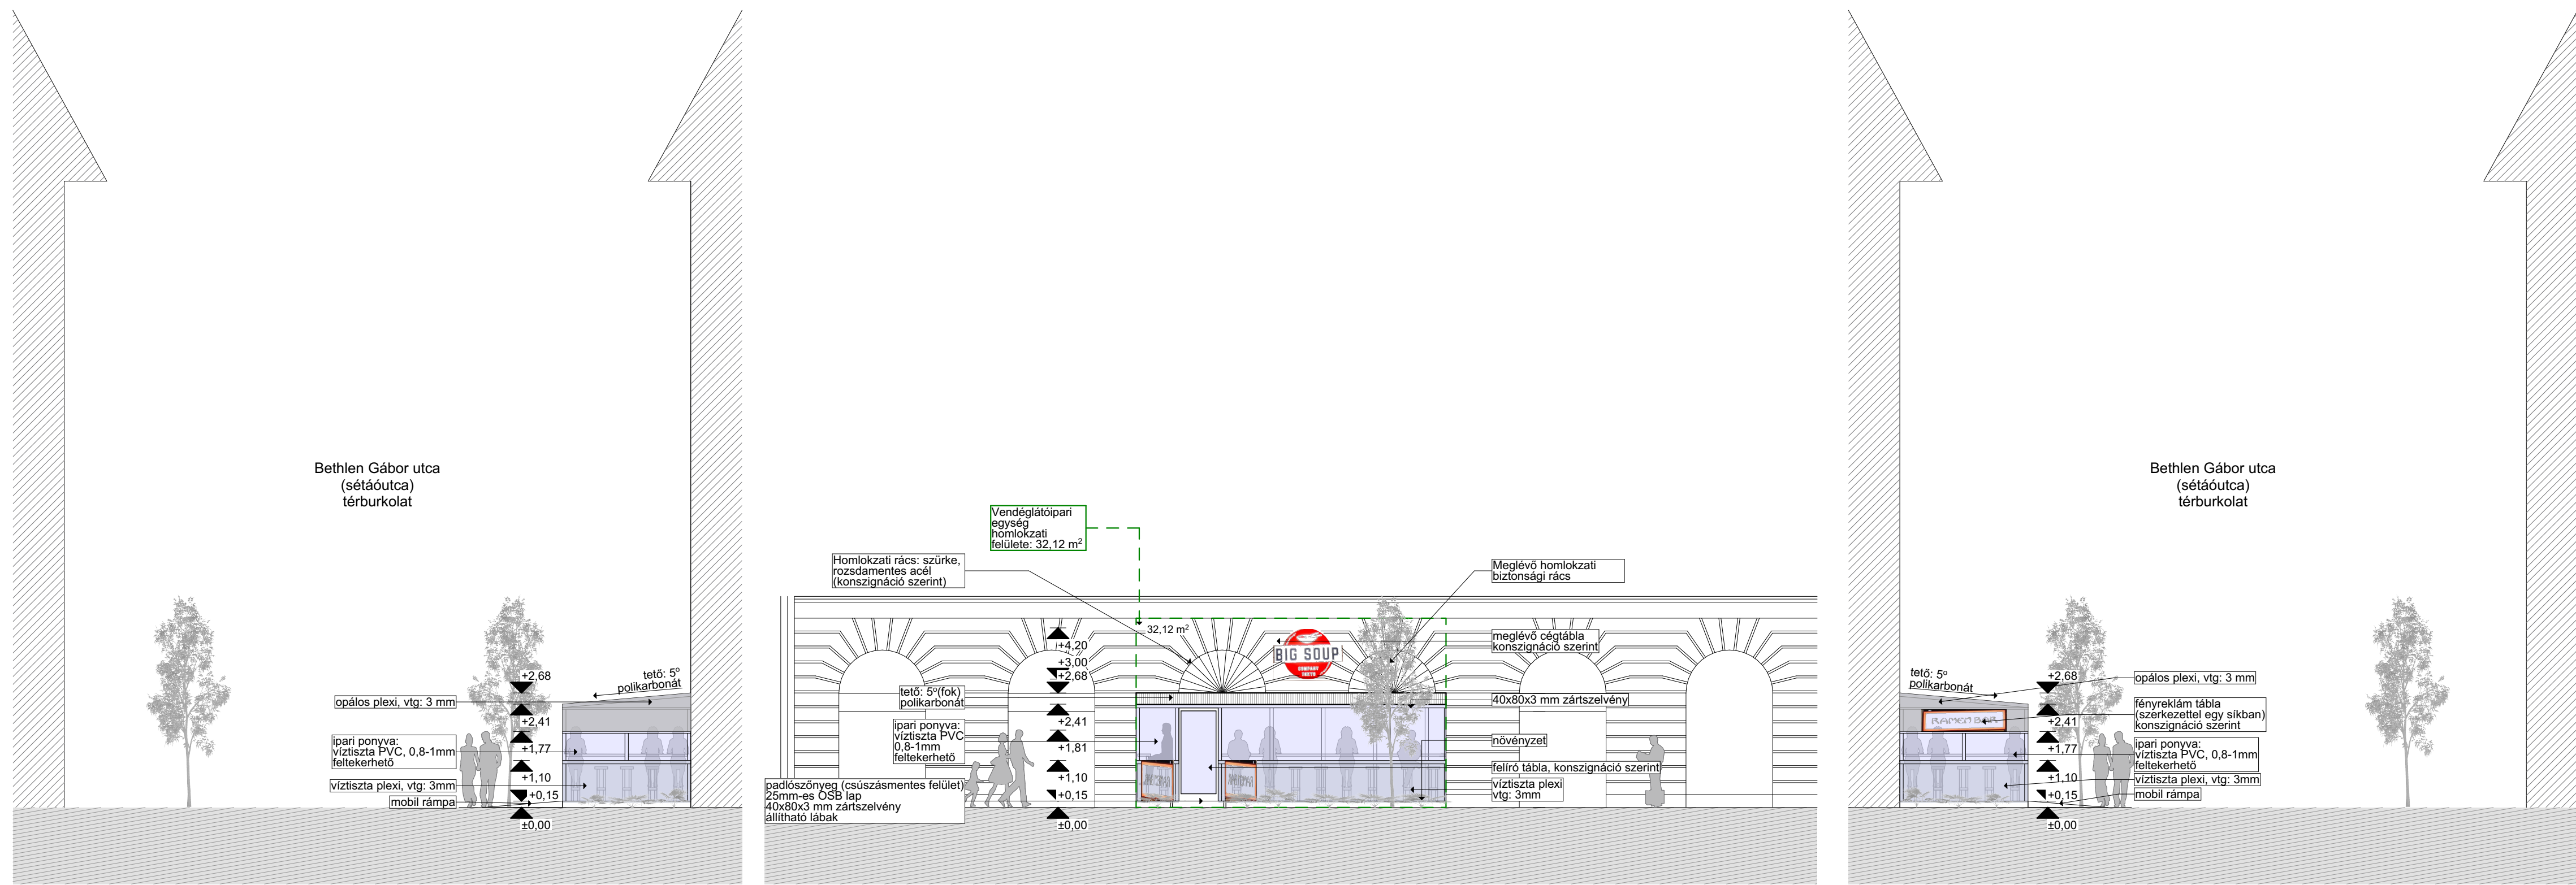 Bethlen Gábor utca
(sétáóutca)
térburkolat
+2,68
tető: 5º
polikarbonát
opálos plexi, vtg: 3 mm
+2,41
ipari ponyva:
víztiszta PVC, 0,8-1mm
feltekerhető
+1,77
+1,10
víztiszta plexi, vtg: 3mm
+0,15
mobil rámpa
±0,00
Vendéglátóipari
egység
homlokzati
felülete: 32,12 m²
Homlokzati rács: szürke,
rozsdamentes acél
(konszignáció szerint)
Meglévő homlokzati
biztonsági rács
32,12 m²
+4,20
+3,00
+2,68
BIG SOUP
COMPANY
TOKYO
meglévő cégtábla
konszignáció szerint
tető: 5º(fok)
polikarbonát
40x80x3 mm zártszelvény
+2,41
ipari ponyva:
víztiszta PVC
0,8-1mm
feltekerhető
+1,81
növényzet
felíró tábla, konszignáció szerint
+1,10
padlószőnyeg (csúszásmentes felület)
25mm-es OSB lap
40x80x3 mm zártszelvény
állítható lábak
víztiszta plexi
vtg: 3mm
+0,15
±0,00
Bethlen Gábor utca
(sétáóutca)
térburkolat
tető: 5º
polikarbonát
+2,68
opálos plexi, vtg: 3 mm
RAMEN BAR
+2,41
fényreklám tábla
(szerkezettel egy síkban)
konszignáció szerint
+1,77
ipari ponyva:
víztiszta PVC, 0,8-1mm
feltekerhető
+1,10
víztiszta plexi, vtg: 3mm
+0,15
mobil rámpa
±0,00